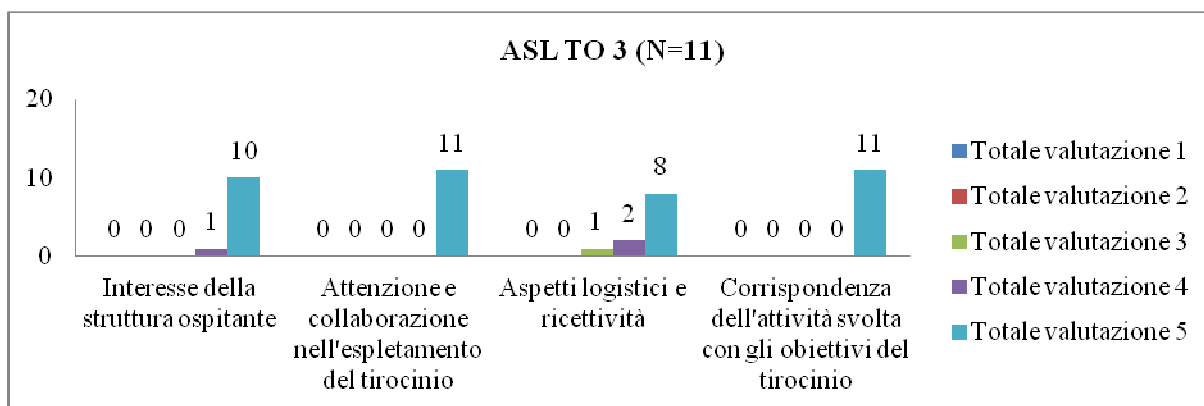 ASL TO 3 (N=11)
20
10
0
0 0 0 1 10
0 0 0 0 11
0 0 1 2 8
0 0 0 0 11
Interesse della
struttura ospitante
Attenzione e
collaborazione
nell'espletamento
del tirocinio
Aspetti logistici e
ricettività
Corrispondenza
dell'attività svolta
con gli obiettivi del
tirocinio
Totale valutazione 1
Totale valutazione 2
Totale valutazione 3
Totale valutazione 4
Totale valutazione 5